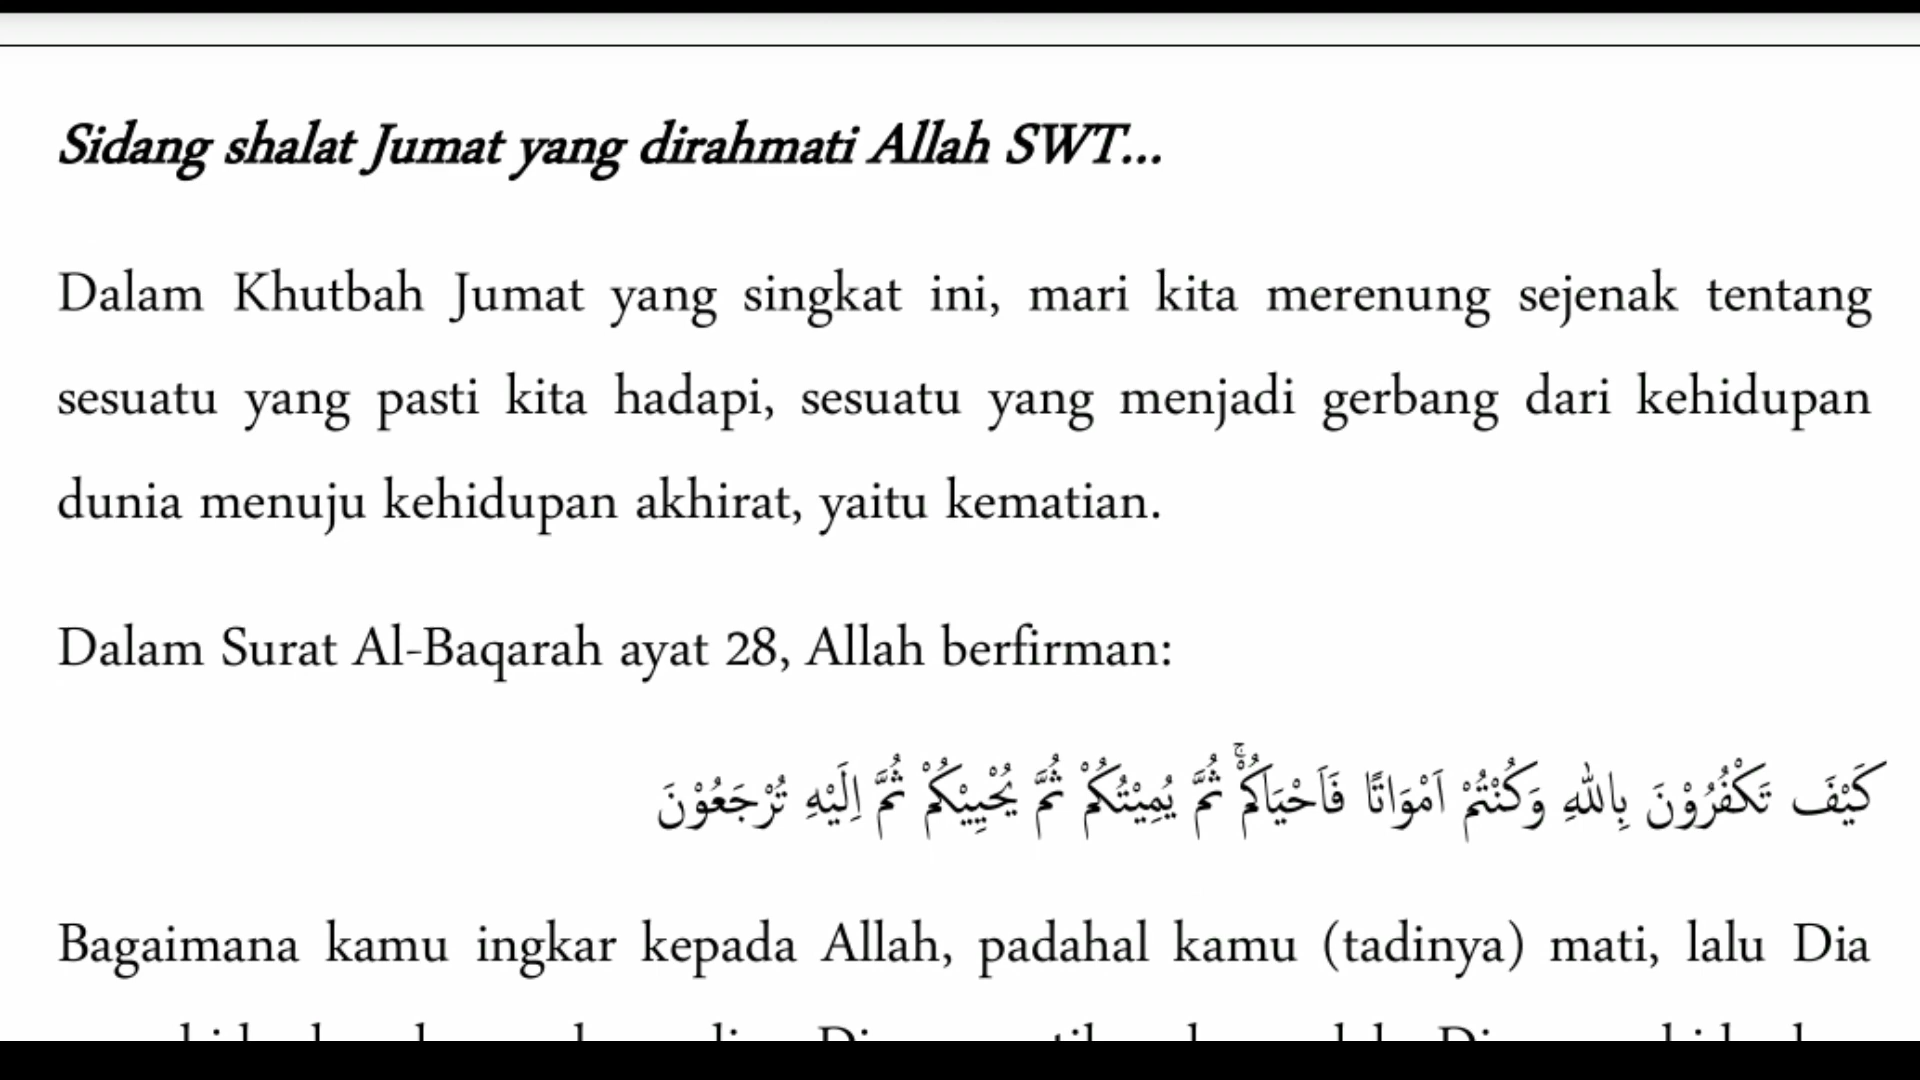 Sidang shalat Jumat yang dirahmati Allah SWT...
Dalam Khutbah Jumat yang singkat ini, mari kita merenung sejenak tentang
sesuatu yang pasti kita hadapi, sesuatu yang menjadi gerbang dari kehidupan
dunia menuju kehidupan akhirat, yaitu kematian.
Dalam Surat Al-Baqarah ayat 28, Allah berfirman:
كَيْفَ تَكْفُرُوْنَ بِاللّٰهِ وَكُنْتُمْ اَمْوَاتًا فَاَحْيَاكُمْۚ ثُمَّ يُمِيْتُكُمْ ثُمَّ يُحْيِيْكُمْ ثُمَّ اِلَيْهِ تُرْجَعُوْنَ
Bagaimana kamu ingkar kepada Allah, padahal kamu (tadinya) mati, lalu Dia